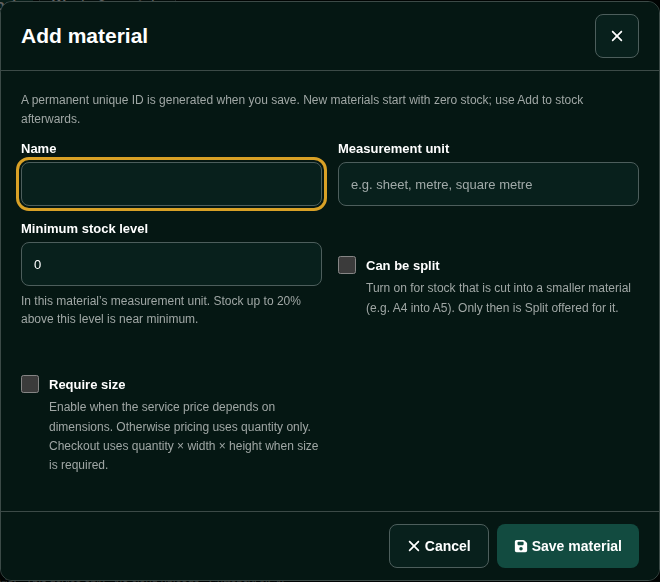 Add material
A permanent unique ID is generated when you save. New materials start with zero stock; use Add to stock
afterwards.
Name
Measurement unit
e.g. sheet, metre, square metre
Minimum stock level
0
In this material's measurement unit. Stock up to 20%
above this level is near minimum.
Can be split
Turn on for stock that is cut into a smaller material
(e.g. A4 into A5). Only then is Split offered for it.
Require size
Enable when the service price depends on
dimensions. Otherwise pricing uses quantity only.
Checkout uses quantity × width × height when size
is required.
Cancel
Save material